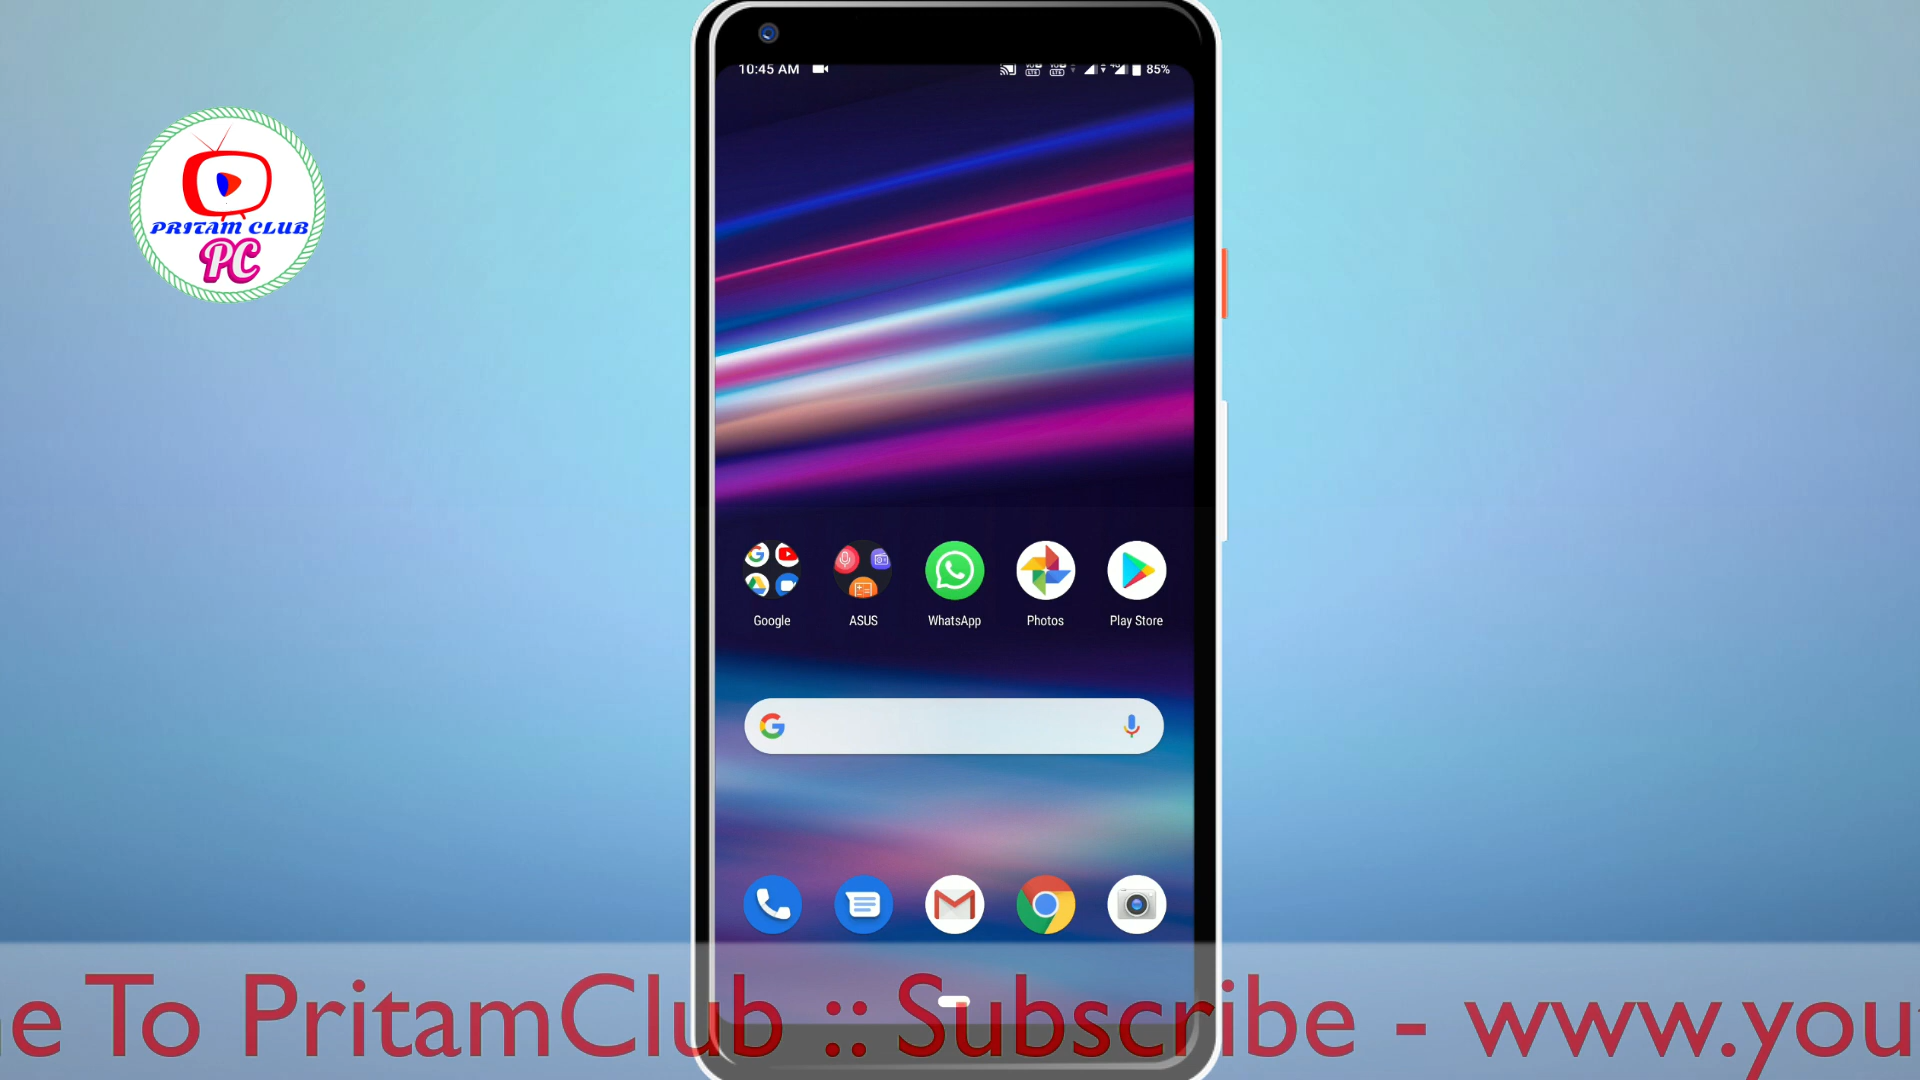 10:45 AM
85%
PRITAM CLUB
PC
Google
ASUS
WhatsApp
Photos
Play Store
e To PritamClub :: Subscribe - www.you